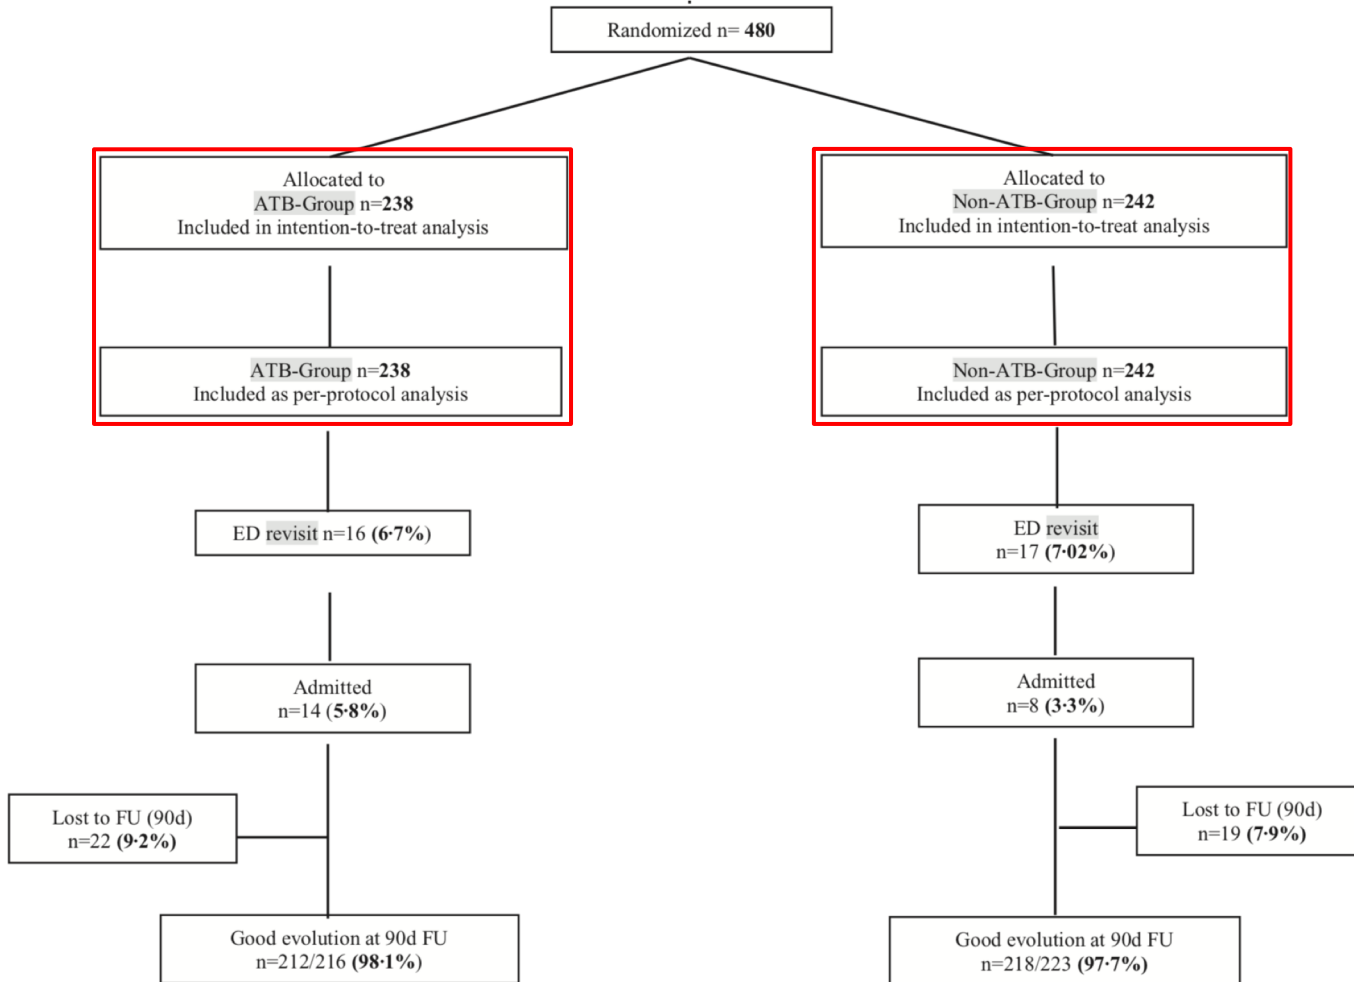 Randomized n= 480
Allocated to
ATB-Group n=238
Included in intention-to-treat analysis
Allocated to
Non-ATB-Group n=242
Included in intention-to-treat analysis
ATB-Group n=238
Included as per-protocol analysis
Non-ATB-Group n=242
Included as per-protocol analysis
ED revisit n=16 (6·7%)
ED revisit
n=17 (7·02%)
Admitted
n=14 (5·8%)
Admitted
n=8 (3·3%)
Lost to FU (90d)
n=22 (9·2%)
Lost to FU (90d)
n=19 (7·9%)
Good evolution at 90d FU
n=212/216 (98·1%)
Good evolution at 90d FU
n=218/223 (97·7%)